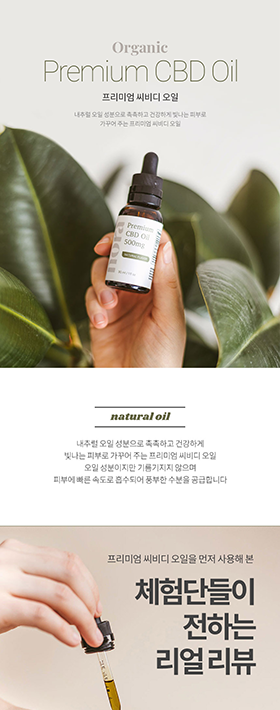 Organic
Premium CBD Oil
프리미엄 씨비디 오일
내추럴 오일 성분으로 촉촉하고 건강하게 빛나는 피부로
가꾸어 주는 프리미엄 씨비디 오일
Premium
CBD Oil
500mg
natural oil
내추럴 오일 성분으로 촉촉하고 건강하게
빛나는 피부로 가꾸어 주는 프리미엄 씨비디 오일
오일 성분이지만 기름기지지 않으며
피부에 빠른 속도로 흡수되어 풍부한 수분을 공급합니다
프리미엄 씨비디 오일을 먼저 사용해 본
체험단들이
전하는
리얼 리뷰